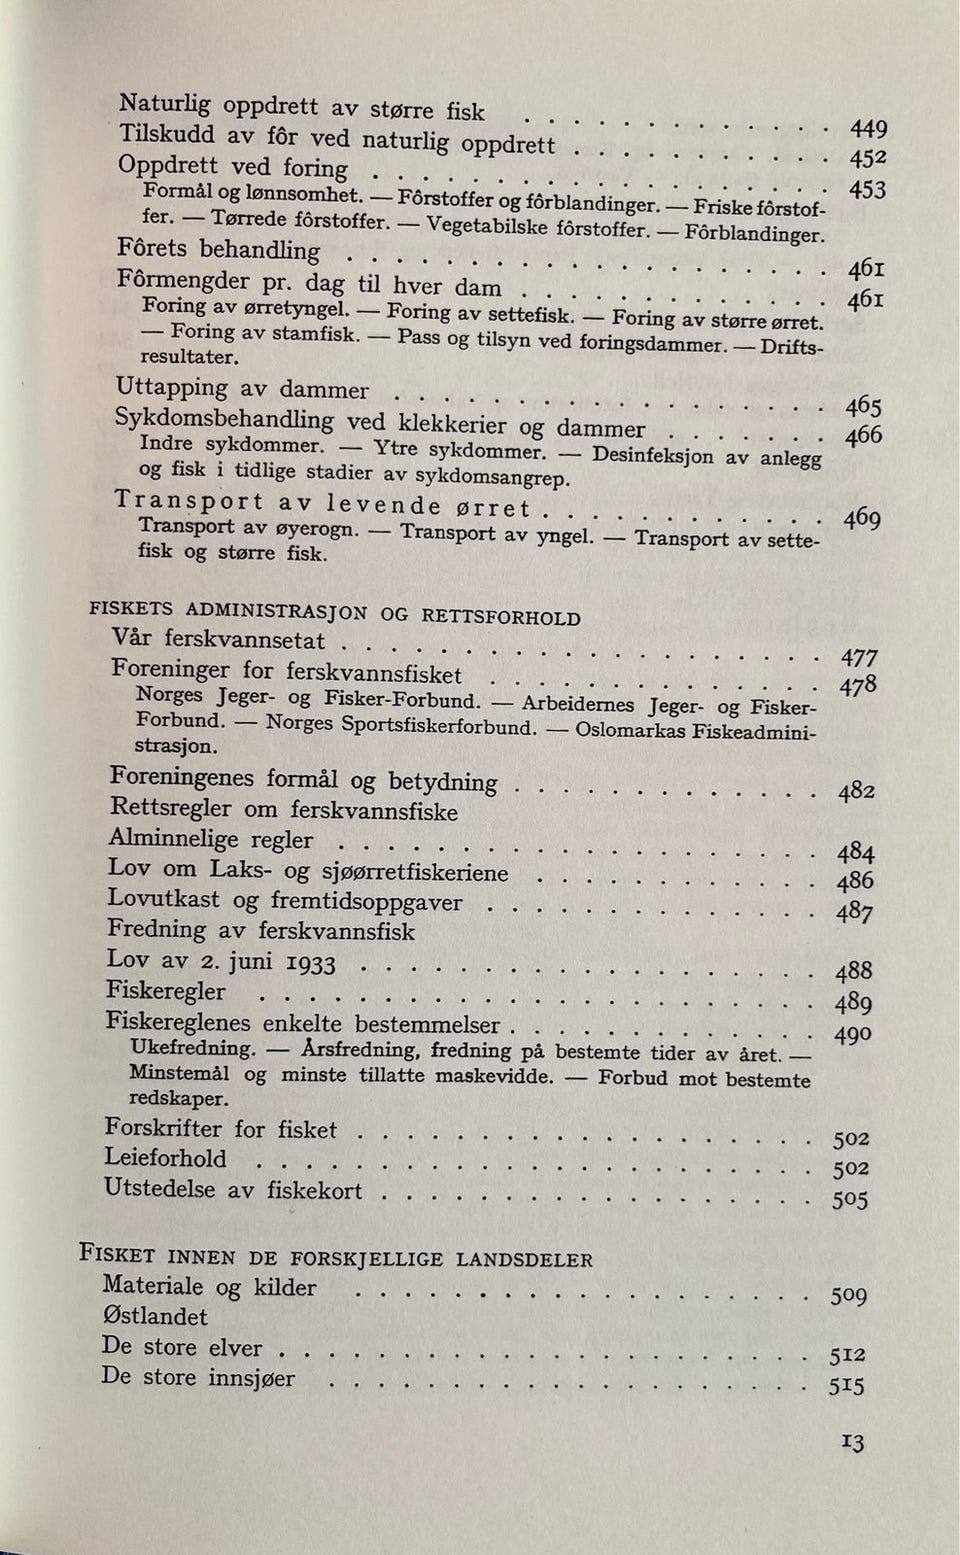 Naturlig oppdrett av større fisk . . . . . . . . . . . . . 449
Tilskudd av fôr ved naturlig oppdrett . . . . . . . . . . . 452
Oppdrett ved foring . . . . . . . . . . . . . . . . . . . 453
Formål og lønnsomhet. — Fôrstoffer og fôrblandinger. — Friske fôrstof-
fer. — Tørrede fôrstoffer. — Vegetabilske fôrstoffer. — Fôrblandinger.
Fôrets behandling . . . . . . . . . . . . . . . . . . . . 461
Fôrmengder pr. dag til hver dam . . . . . . . . . . . . . 461
Foring av ørretyngel. — Foring av settefisk. — Foring av større ørret.
— Foring av stamfisk. — Pass og tilsyn ved foringsdammer. — Drifts-
resultater.
Uttapping av dammer . . . . . . . . . . . . . . . . . . 465
Sykdomsbehandling ved klekkerier og dammer . . . . . . . 466
Indre sykdommer. — Ytre sykdommer. — Desinfeksjon av anlegg
og fisk i tidlige stadier av sykdomsangrep.
Transport av levende ørret . . . . . . . . . . . . 469
Transport av øyerogn. — Transport av yngel. — Transport av sette-
fisk og større fisk.
FISKETS ADMINISTRASJON OG RETTSFORHOLD
Vår ferskvannsetat . . . . . . . . . . . . . . . . . . . . 477
Foreninger for ferskvannsfisket . . . . . . . . . . . . . . 478
Norges Jeger- og Fisker-Forbund. — Arbeidernes Jeger- og Fisker-
Forbund. — Norges Sportsfiskerforbund. — Oslomarkas Fiskeadmini-
strasjon.
Foreningenes formål og betydning . . . . . . . . . . . . . 482
Rettsregler om ferskvannsfiske
Alminnelige regler . . . . . . . . . . . . . . . . . . . . 484
Lov om Laks- og sjøørretfiskeriene . . . . . . . . . . . . 486
Lovutkast og fremtidsoppgaver . . . . . . . . . . . . . . 487
Fredning av ferskvannsfisk
Lov av 2. juni 1933 . . . . . . . . . . . . . . . . . . . 488
Fiskeregler . . . . . . . . . . . . . . . . . . . . . . . 489
Fiskereglenes enkelte bestemmelser . . . . . . . . . . . . . 490
Ukefredning. — Årsfredning, fredning på bestemte tider av året. —
Minstemål og minste tillatte maskevidde. — Forbud mot bestemte
redskaper.
Forskrifter for fisket . . . . . . . . . . . . . . . . . . . 502
Leieforhold . . . . . . . . . . . . . . . . . . . . . . . 502
Utstedelse av fiskekort . . . . . . . . . . . . . . . . . . 505
FISKET INNEN DE FORSKJELLIGE LANDSDELER
Materiale og kilder . . . . . . . . . . . . . . . . . . . 509
Østlandet
De store elver . . . . . . . . . . . . . . . . . . . . . . 512
De store innsjøer . . . . . . . . . . . . . . . . . . . . 515
13